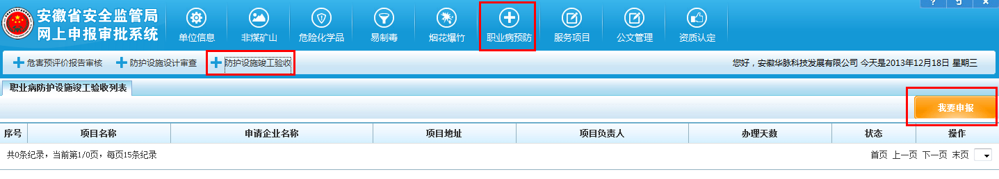 安徽省安全监管局
网上申报审批系统
单位信息 非煤矿山 危险化学品 易制毒 烟花爆竹 职业病预防 服务项目 公文管理 资质认定
危害预评价报告审核 防护设施设计审查 防护设施竣工验收 您好，安徽华脉科技发展有限公司 今天是2013年12月18日 星期三
职业病防护设施竣工验收列表
我要申报
序号 项目名称 申请企业名称 项目地址 项目负责人 办理天数 状态 操作
共0条纪录，当前第1/0页，每页15条纪录 首页 上一页 下一页 末页